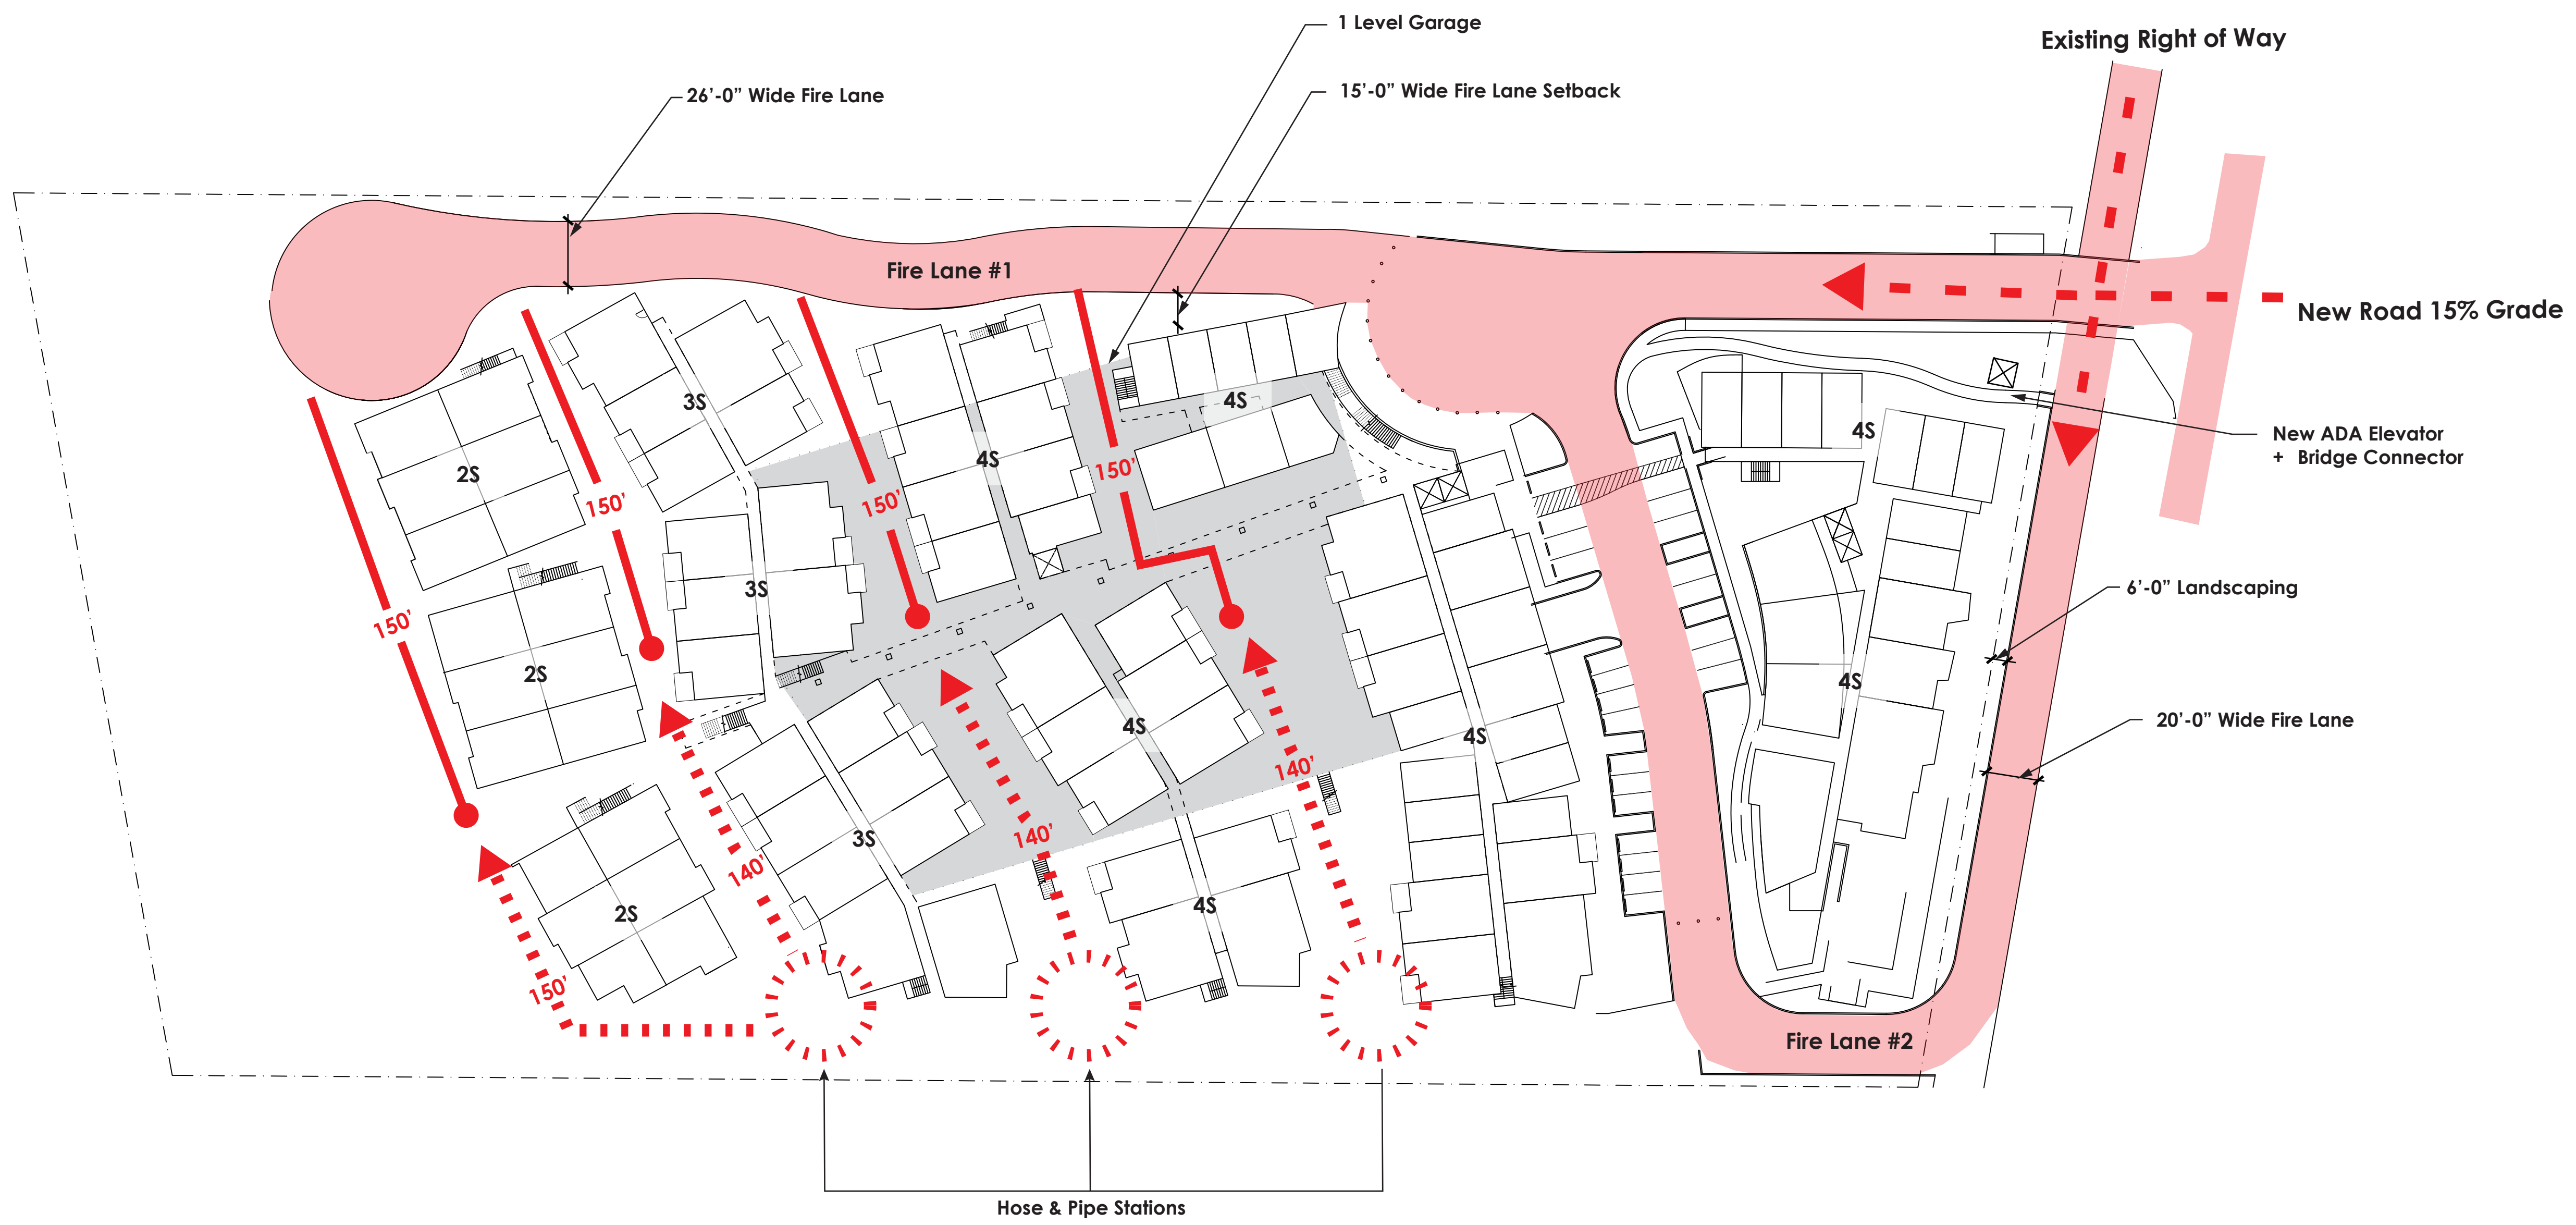 1 Level Garage
Existing Right of Way
26’-0” Wide Fire Lane
15’-0” Wide Fire Lane Setback
Fire Lane #1
New Road 15% Grade
3S
4S
4S
4S
New ADA Elevator
+ Bridge Connector
2S
150’
150’
150’
3S
6’-0” Landscaping
150’
2S
4S
20’-0” Wide Fire Lane
4S
4S
140’
140’
3S
140’
4S
2S
150’
Fire Lane #2
Hose & Pipe Stations